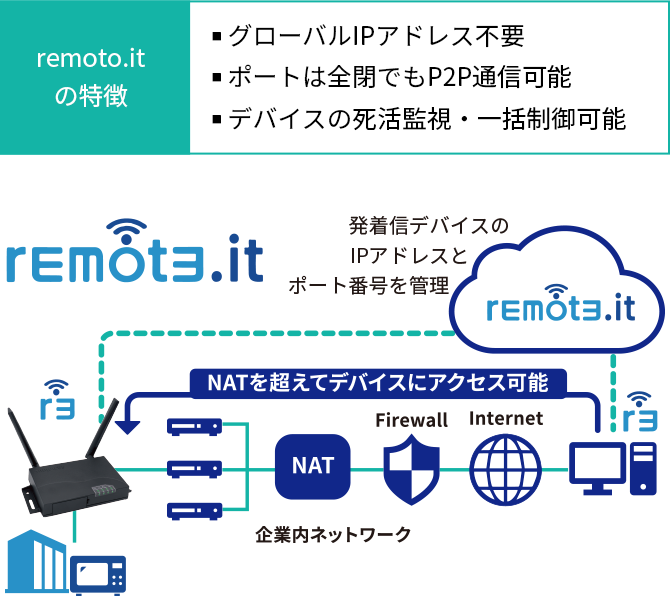 remoto.it
の特徴
▪グローバルIPアドレス不要
▪ポートは全閉でもP2P通信可能
▪デバイスの死活監視・一括制御可能
remote.it
発着信デバイスの
IPアドレスと
ポート番号を管理
remote.it
NATを超えてデバイスにアクセス可能
r3
r3
Firewall
Internet
NAT
企業内ネットワーク